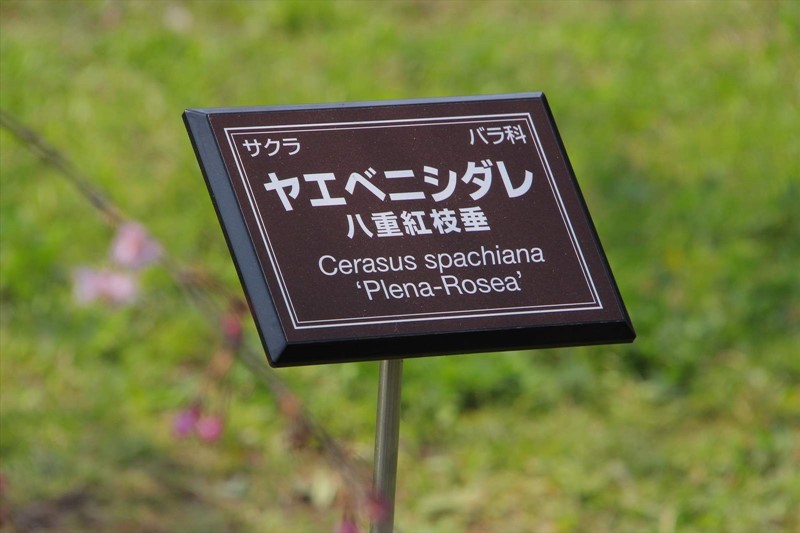 サクラ バラ科
ヤエベニシダレ
八重紅枝垂
Cerasus spachiana
‘Plena-Rosea’